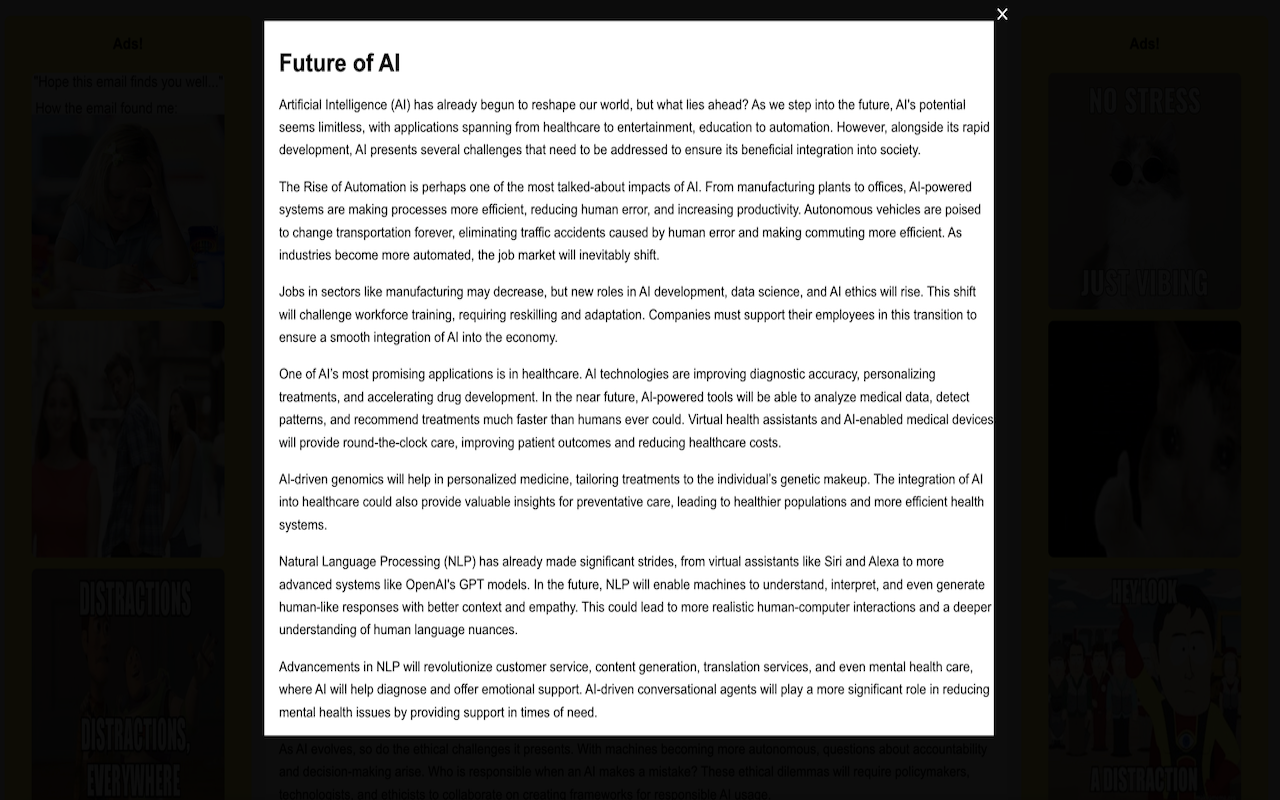 X
Ads!
"Hope this email finds you well..."
How the email found me
DISTRACTIONS
DISTRACTIONS,
EVERYWHERE
Future of AI
Artificial Intelligence (AI) has already begun to reshape our world, but what lies ahead? As we step into the future, AI's potential
seems limitless, with applications spanning from healthcare to entertainment, education to automation. However, alongside its rapid
development, AI presents several challenges that need to be addressed to ensure its beneficial integration into society.
The Rise of Automation is perhaps one of the most talked-about impacts of AI. From manufacturing plants to offices, AI-powered
systems are making processes more efficient, reducing human error, and increasing productivity. Autonomous vehicles are poised
to change transportation forever, eliminating traffic accidents caused by human error and making commuting more efficient. As
industries become more automated, the job market will inevitably shift.
Jobs in sectors like manufacturing may decrease, but new roles in AI development, data science, and AI ethics will rise. This shift
will challenge workforce training, requiring reskilling and adaptation. Companies must support their employees in this transition to
ensure a smooth integration of AI into the economy.
One of AI's most promising applications is in healthcare. AI technologies are improving diagnostic accuracy, personalizing
treatments, and accelerating drug development. In the near future, AI-powered tools will be able to analyze medical data, detect
patterns, and recommend treatments much faster than humans ever could. Virtual health assistants and AI-enabled medical devices
will provide round-the-clock care, improving patient outcomes and reducing healthcare costs.
AI-driven genomics will help in personalized medicine, tailoring treatments to the individual's genetic makeup. The integration of AI
into healthcare could also provide valuable insights for preventative care, leading to healthier populations and more efficient health
systems.
Natural Language Processing (NLP) has already made significant strides, from virtual assistants like Siri and Alexa to more
advanced systems like OpenAI's GPT models. In the future, NLP will enable machines to understand, interpret, and even generate
human-like responses with better context and empathy. This could lead to more realistic human-computer interactions and a deeper
understanding of human language nuances.
Advancements in NLP will revolutionize customer service, content generation, translation services, and even mental health care,
where AI will help diagnose and offer emotional support. AI-driven conversational agents will play a more significant role in reducing
mental health issues by providing support in times of need.
As AI evolves, so do the ethical challenges it presents. With machines becoming more autonomous, questions about accountability
and decision-making arise. Who is responsible when an AI makes a mistake? These ethical dilemmas will require policymakers,
technologists, and ethicists to collaborate on creating frameworks for responsible AI usage.
Ads!
NO STRESS
JUST VIBING
HEY LOOK
A DISTRACTION